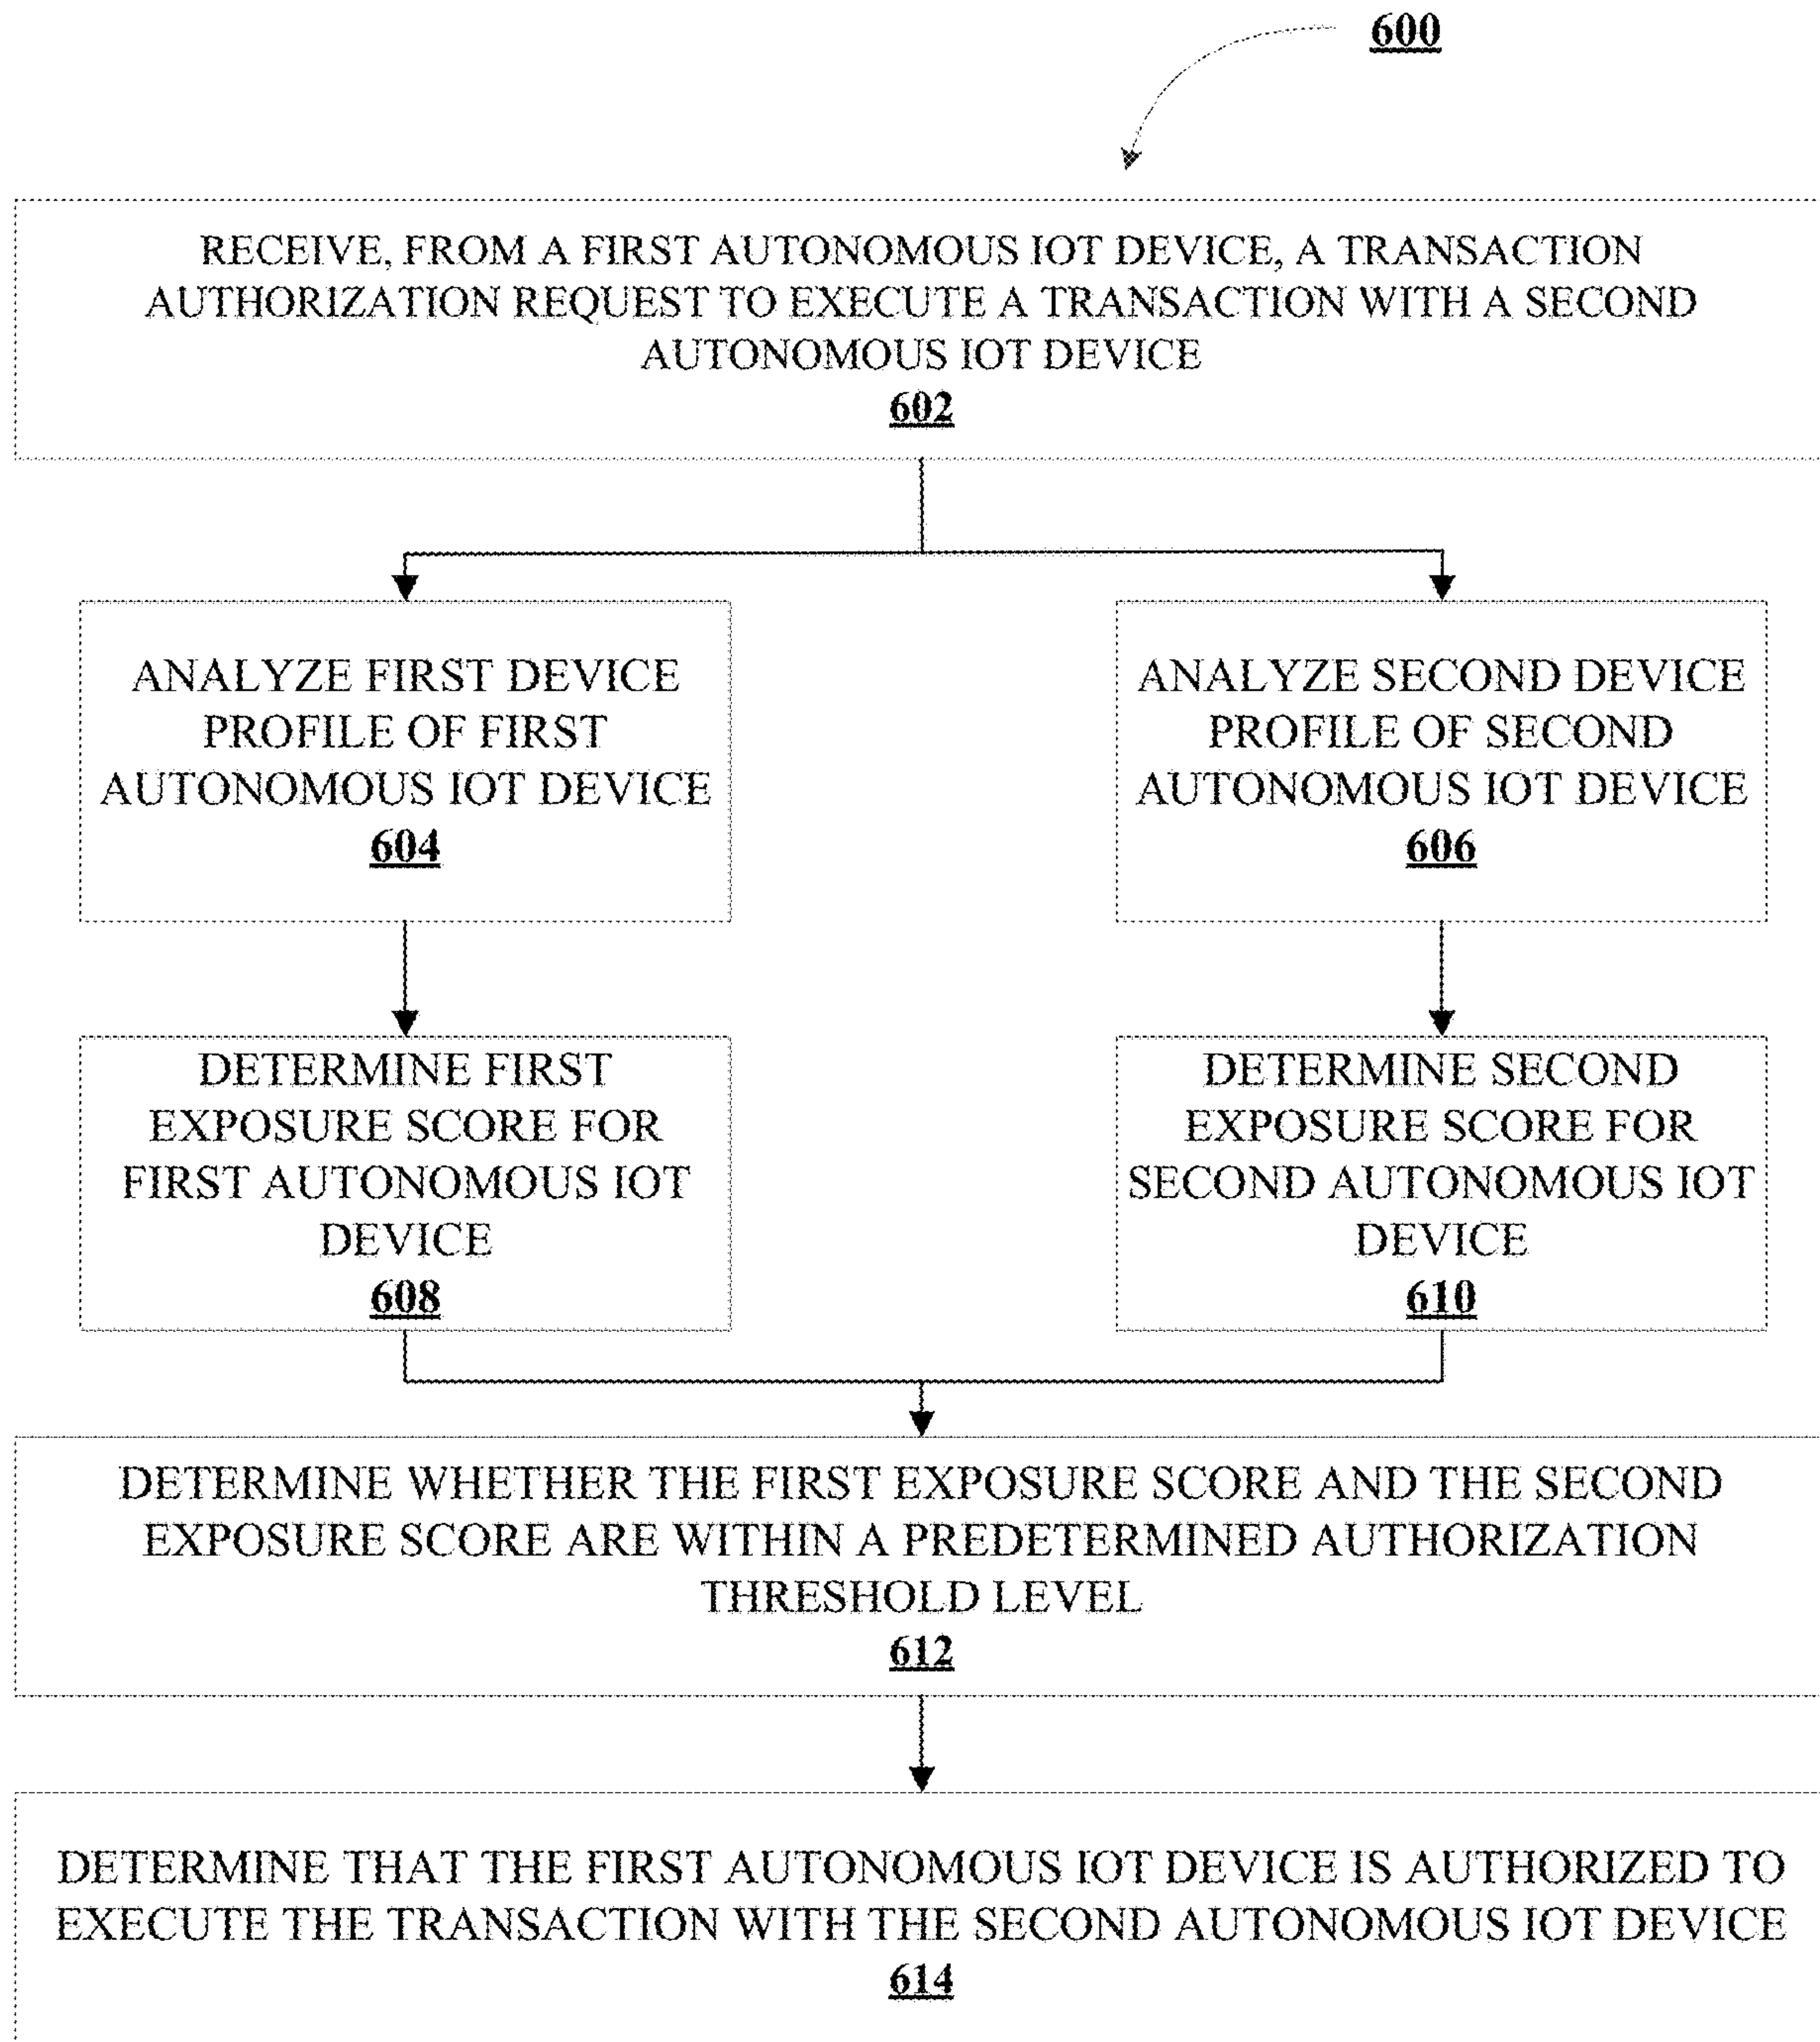 600
RECEIVE, FROM A FIRST AUTONOMOUS IOT DEVICE, A TRANSACTION
AUTHORIZATION REQUEST TO EXECUTE A TRANSACTION WITH A SECOND
AUTONOMOUS IOT DEVICE
602
ANALYZE FIRST DEVICE
PROFILE OF FIRST
AUTONOMOUS IOT DEVICE
604
ANALYZE SECOND DEVICE
PROFILE OF SECOND
AUTONOMOUS IOT DEVICE
606
DETERMINE FIRST
EXPOSURE SCORE FOR
FIRST AUTONOMOUS IOT
DEVICE
608
DETERMINE SECOND
EXPOSURE SCORE FOR
SECOND AUTONOMOUS IOT
DEVICE
610
DETERMINE WHETHER THE FIRST EXPOSURE SCORE AND THE SECOND
EXPOSURE SCORE ARE WITHIN A PREDETERMINED AUTHORIZATION
THRESHOLD LEVEL
612
DETERMINE THAT THE FIRST AUTONOMOUS IOT DEVICE IS AUTHORIZED TO
EXECUTE THE TRANSACTION WITH THE SECOND AUTONOMOUS IOT DEVICE
614